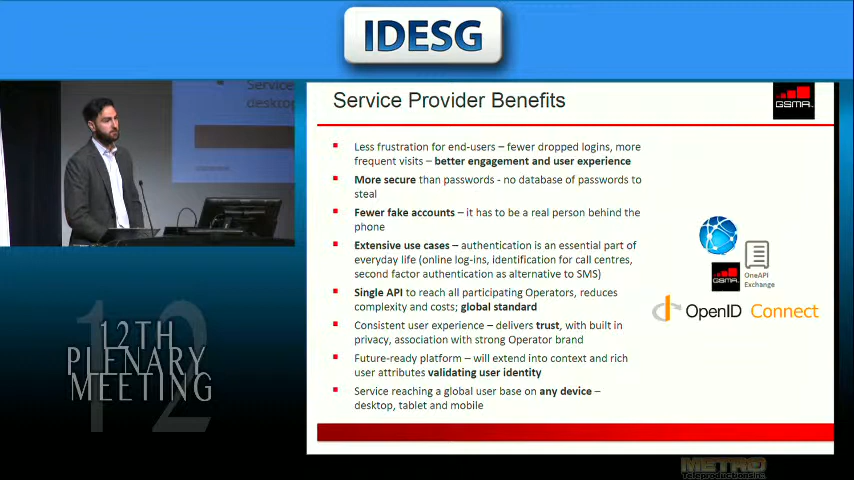 IDESG
Service
desktop
Service Provider Benefits
GSMA
Less frustration for end-users – fewer dropped logins, more
frequent visits – better engagement and user experience
More secure than passwords - no database of passwords to
steal
Fewer fake accounts – it has to be a real person behind the
phone
Extensive use cases – authentication is an essential part of
everyday life (online log-ins, identification for call centres,
second factor authentication as alternative to SMS)
Single API to reach all participating Operators, reduces
complexity and costs; global standard
Consistent user experience – delivers trust, with built in
privacy, association with strong Operator brand
Future-ready platform – will extend into context and rich
user attributes validating user identity
Service reaching a global user base on any device –
desktop, tablet and mobile
GSMA
OneAPI
Exchange
OpenID Connect
12
12TH
PLENARY
MEETING
METRO
Teleproductions Inc